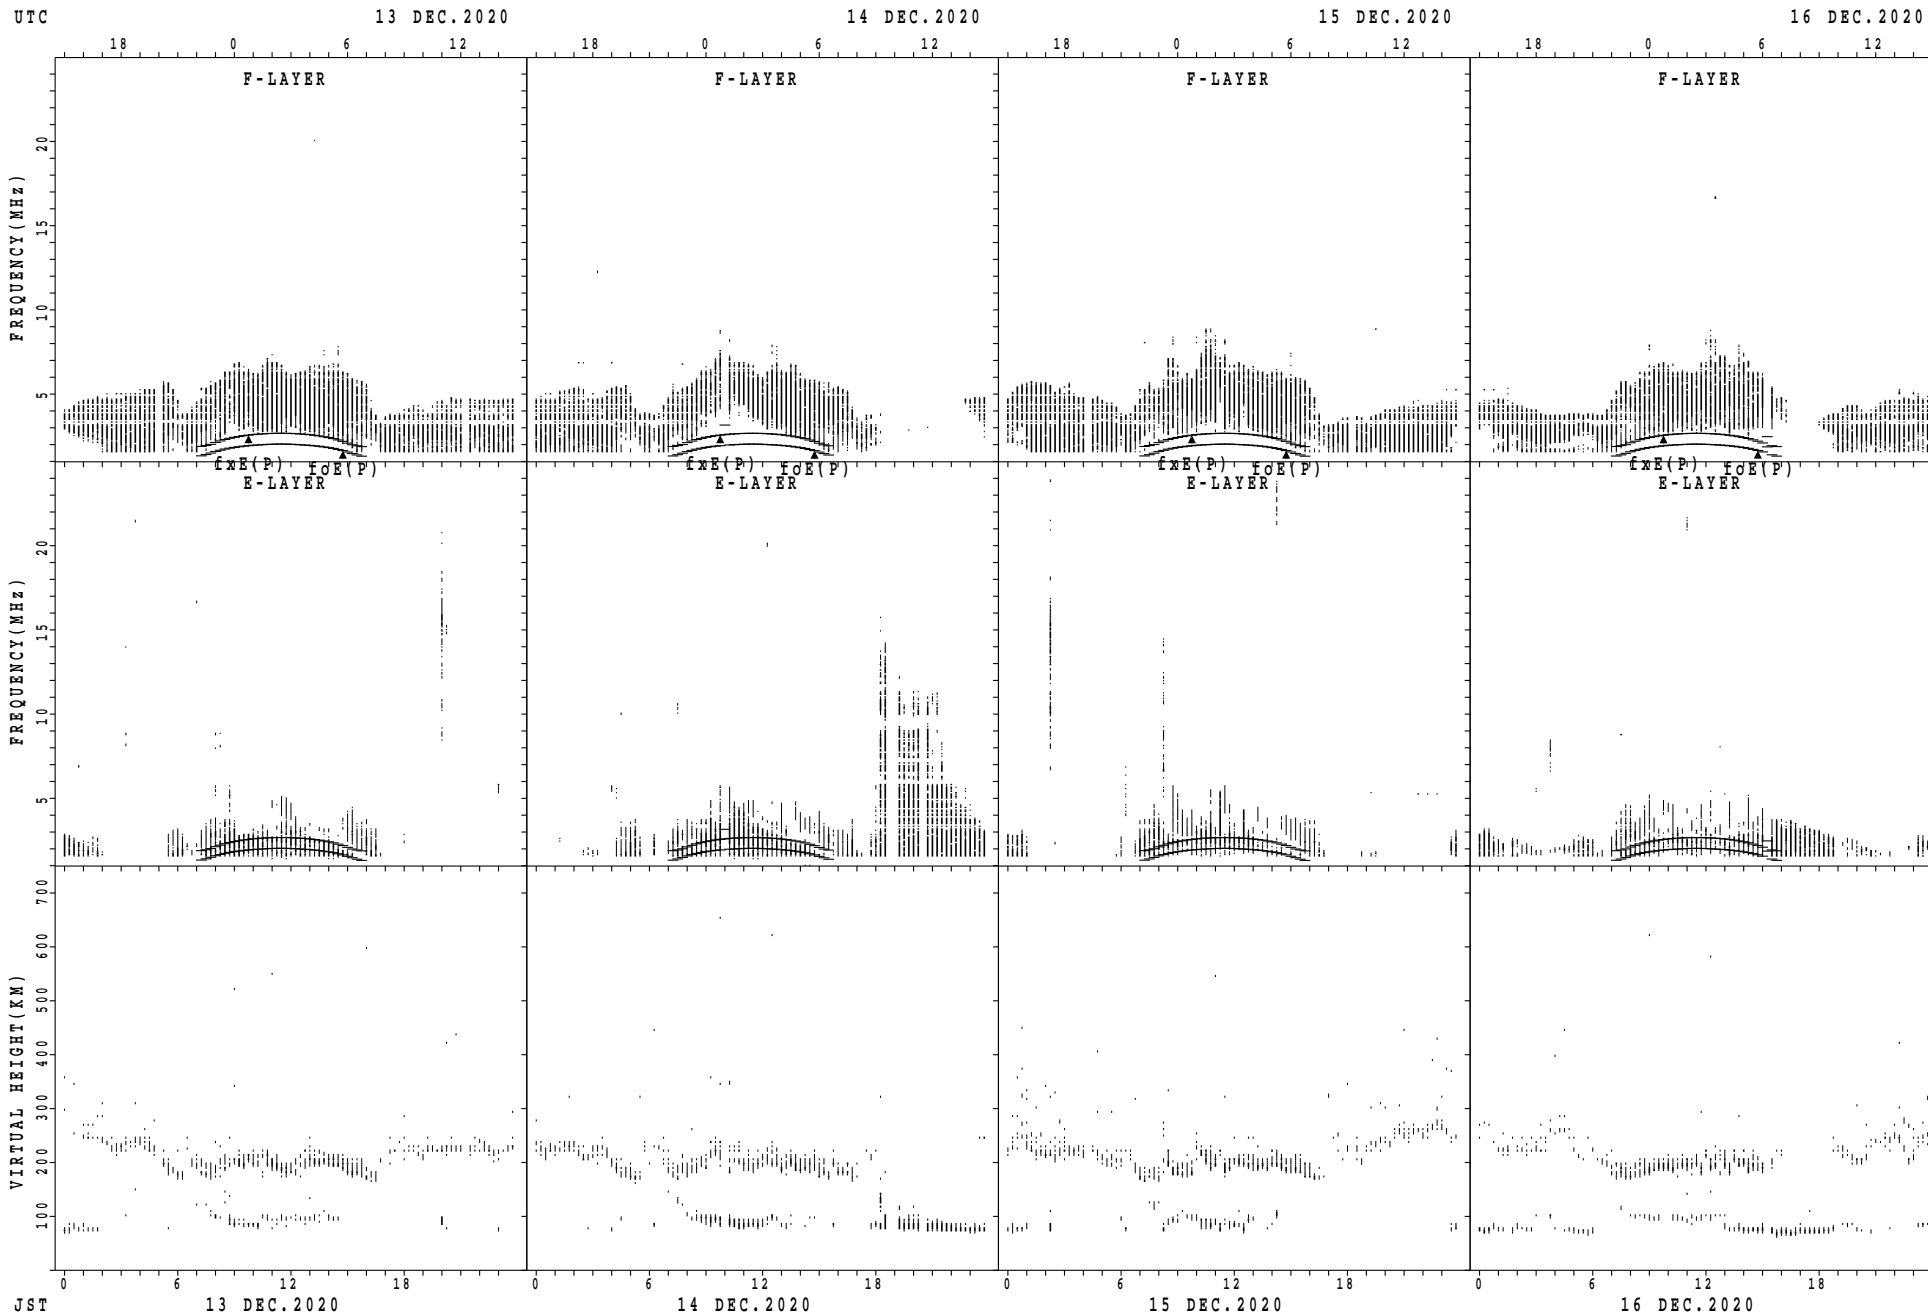 UTC 13 DEC.2020 14 DEC.2020 15 DEC.2020 16 DEC.2020
18 0 6 12 18 0 6 12 18 0 6 12 18 0 6 12
F-LAYER F-LAYER F-LAYER F-LAYER
FREQUENCY(MHz)
20
15
10
5
fxE(P) foE(P) fxE(P) foE(P) fxE(P) foE(P) fxE(P) foE(P)
E-LAYER E-LAYER E-LAYER E-LAYER
FREQUENCY(MHz)
20
15
10
5
VIRTUAL HEIGHT(KM)
700
600
500
400
300
200
100
0 6 12 18 0 6 12 18 0 6 12 18 0 6 12 18
JST 13 DEC.2020 14 DEC.2020 15 DEC.2020 16 DEC.2020